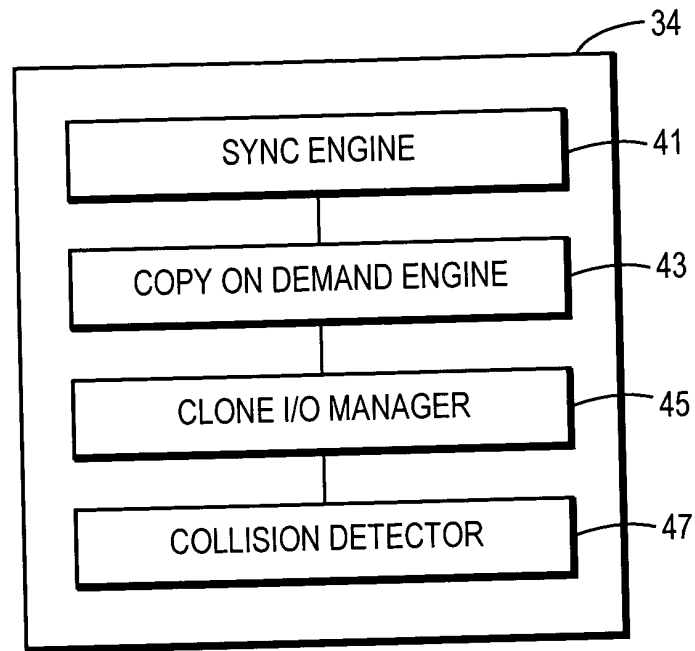 34
SYNC ENGINE
41
COPY ON DEMAND ENGINE
43
CLONE I/O MANAGER
45
COLLISION DETECTOR
47